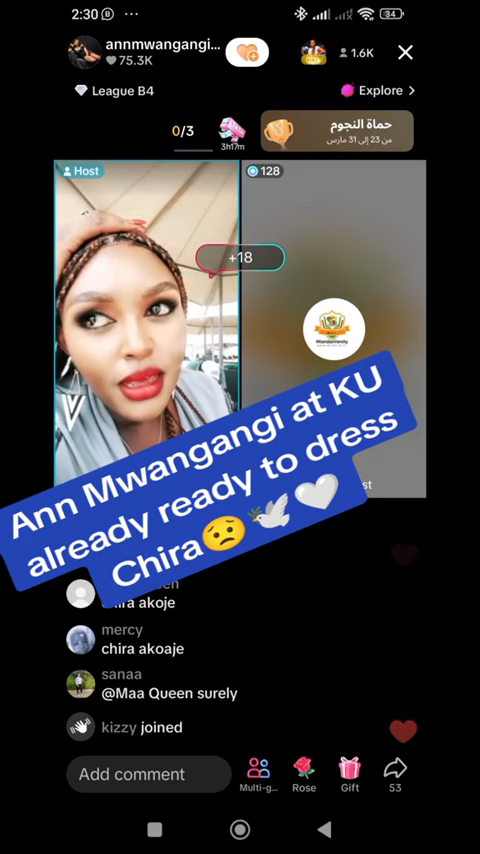 2:30
34
annmwangangi...
75.3K
1.6K
League B4
Explore >
0/3
3h17m
حماة النجوم
من 23 إلى 31 مارس
Host
128
+18
Ann Mwangangi at KU
already ready to dress
Chira😟🕊️🤍
chira akoje
mercy
chira akoaje
sanaa
@Maa Queen surely
kizzy joined
Add comment
Multi-g...
Rose
Gift
53